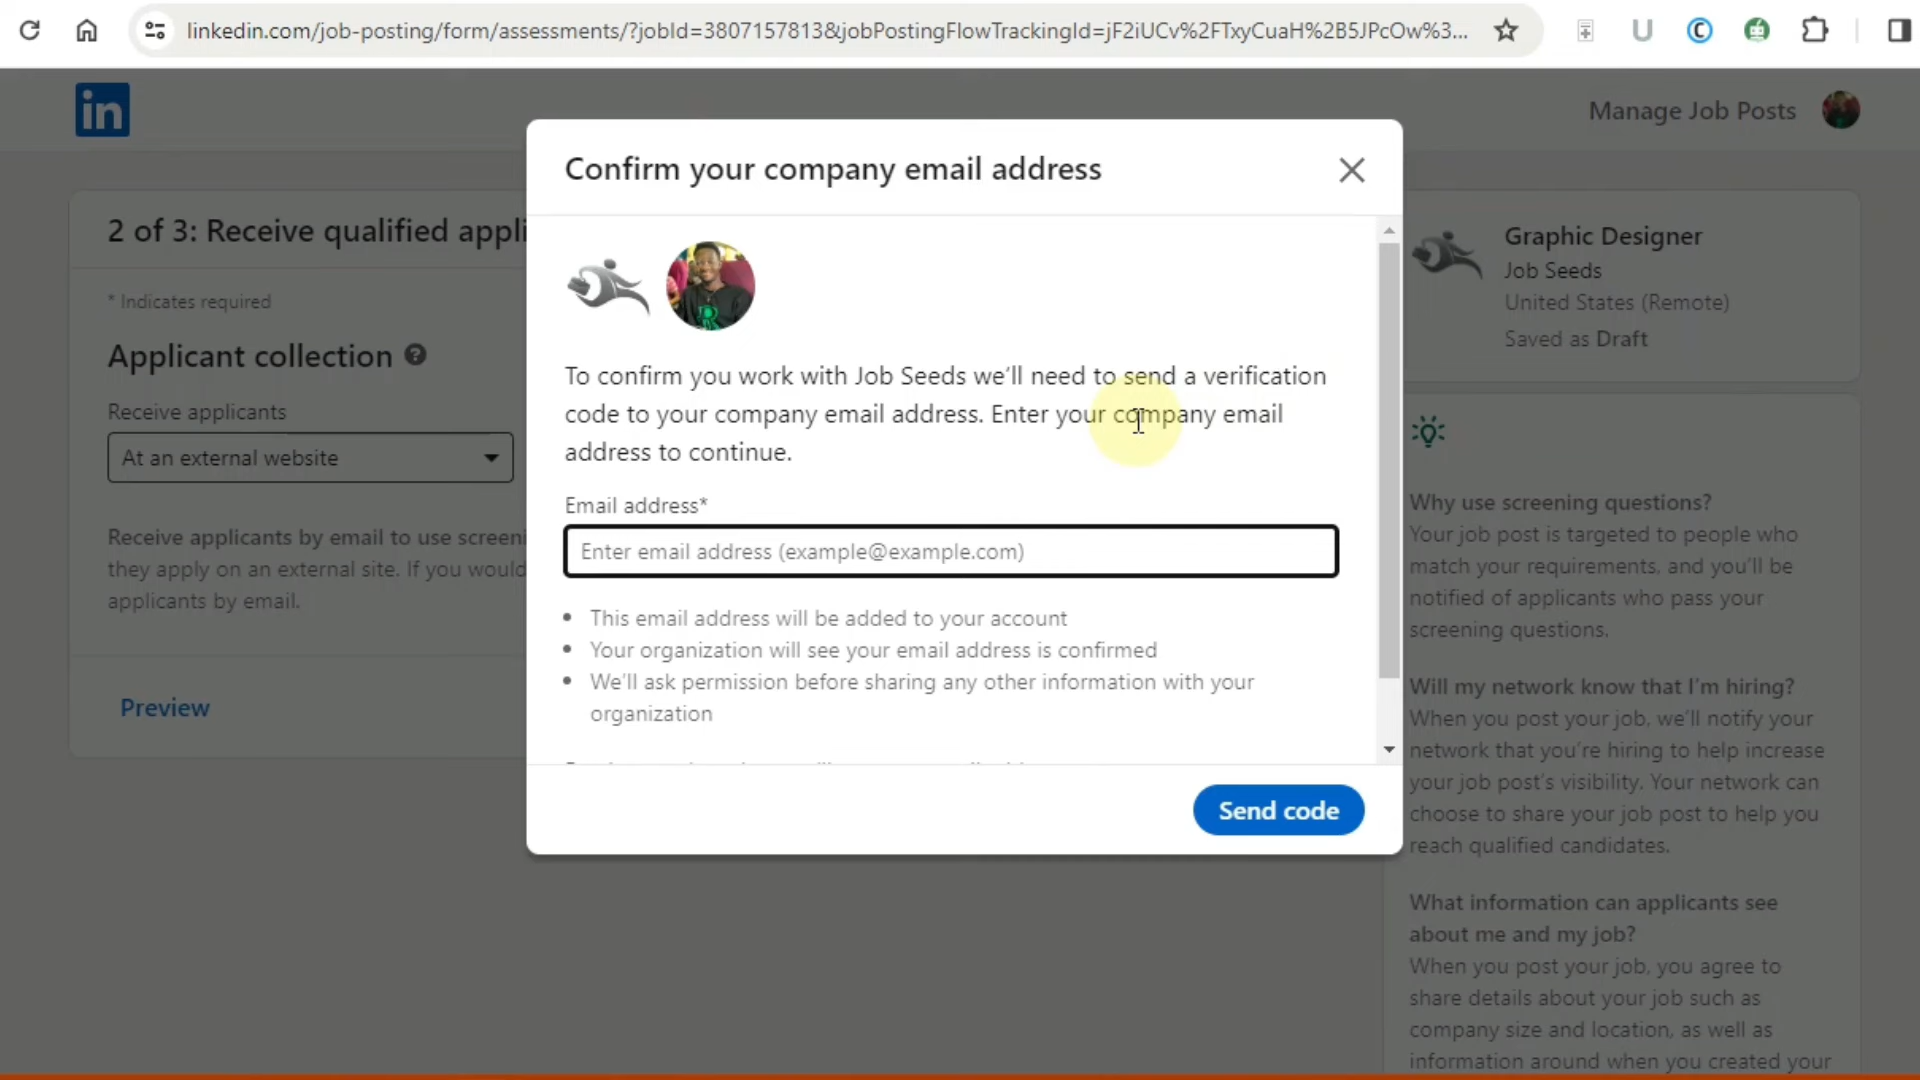 linkedin.com/job-posting/form/assessments/?jobId=3807157813&jobPostingFlowTrackingId=jF2iUCv%2FTxyCuaH%2B5JPcOw%3...
in
Manage Job Posts
2 of 3: Receive qualified appli
* Indicates required
Applicant collection
Receive applicants
At an external website
Receive applicants by email to use screeni
they apply on an external site. If you would
applicants by email.
Preview
Confirm your company email address
To confirm you work with Job Seeds we'll need to send a verification
code to your company email address. Enter your company email
address to continue.
Email address*
Enter email address (example@example.com)
• This email address will be added to your account
• Your organization will see your email address is confirmed
• We'll ask permission before sharing any other information with your
organization
Send code
Graphic Designer
Job Seeds
United States (Remote)
Saved as Draft
Why use screening questions?
Your job post is targeted to people who
match your requirements, and you'll be
notified of applicants who pass your
screening questions.
Will my network know that I'm hiring?
When you post your job, we'll notify your
network that you're hiring to help increase
your job post's visibility. Your network can
choose to share your job post to help you
reach qualified candidates.
What information can applicants see
about me and my job?
When you post your job, you agree to
share details about your job such as
company size and location, as well as
information around when you created your